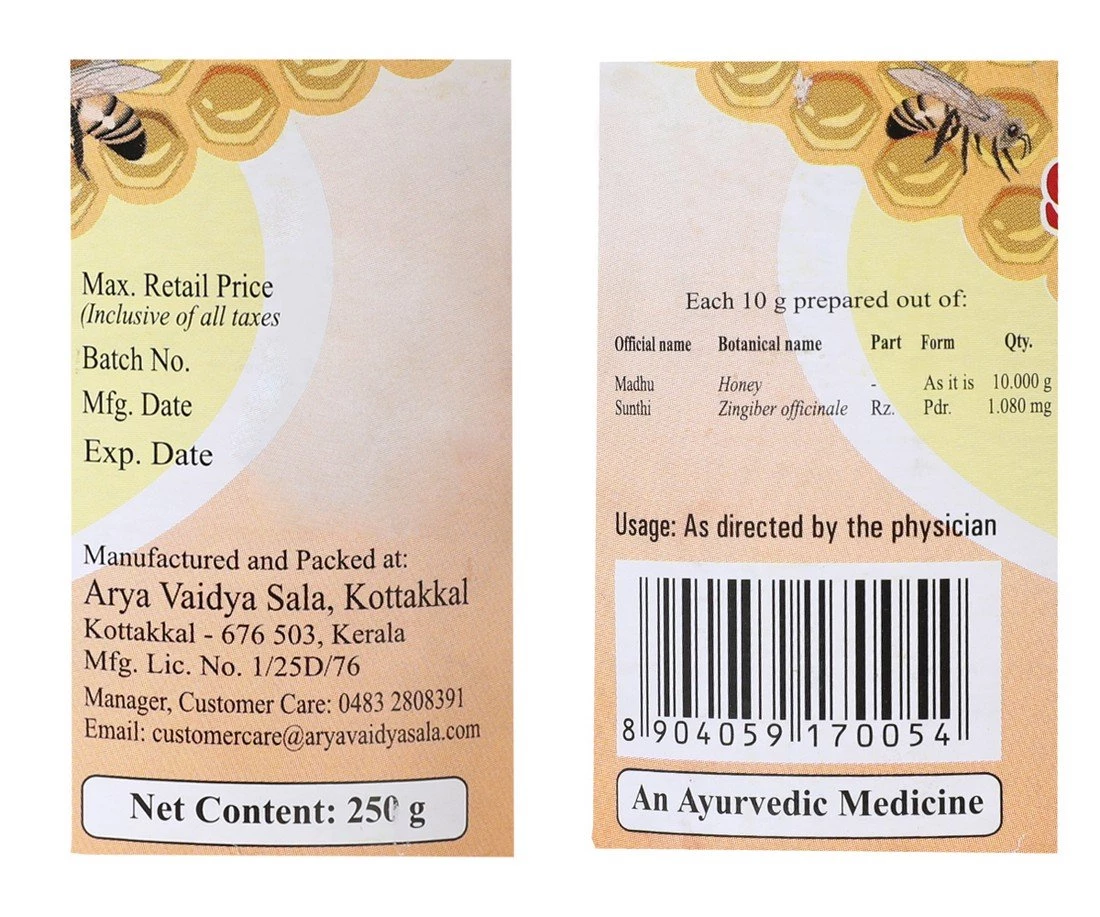 Max. Retail Price
(Inclusive of all taxes
Batch No.
Mfg. Date
Exp. Date
Manufactured and Packed at:
Arya Vaidya Sala, Kottakkal
Kottakkal - 676 503, Kerala
Mfg. Lic. No. 1/25D/76
Manager, Customer Care: 0483 2808391
Email: customercare@aryavaidyasala.com
Net Content: 250 g
Each 10 g prepared out of:
Official name Botanical name Part Form Qty.
Madhu Honey - As it is 10.000 g
Sunthi Zingiber officinale Rz. Pdr. 1.080 mg
Usage: As directed by the physician
8 904059 170054
An Ayurvedic Medicine